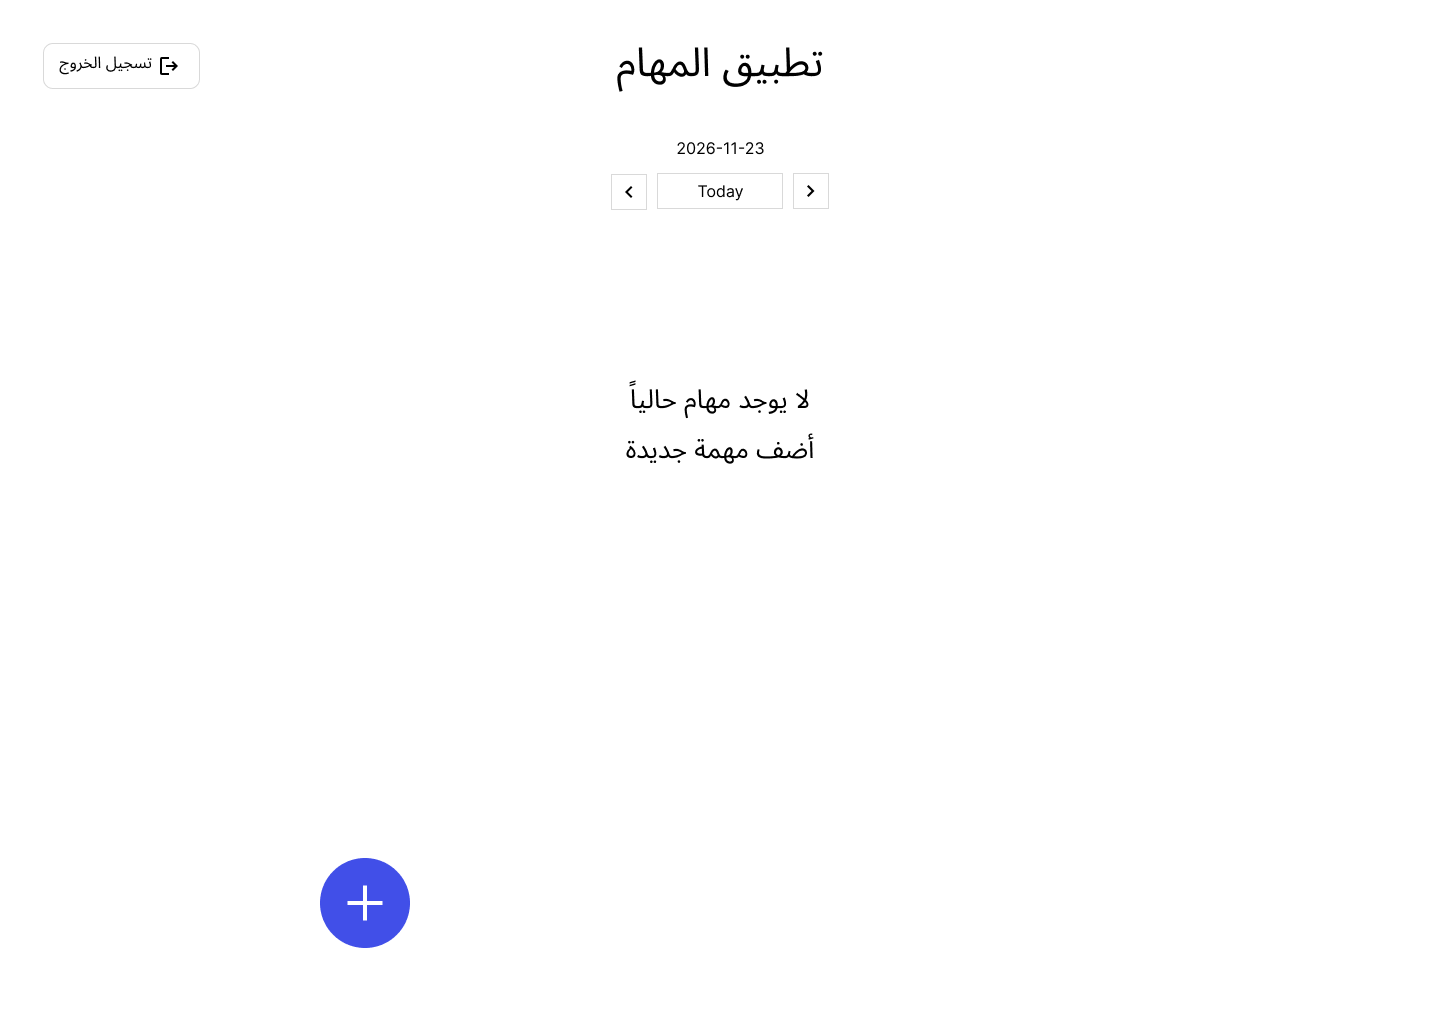 تطبيق المهام
تسجيل الخروج
2026-11-23
Today
لا يوجد مهام حالياً
أضف مهمة جديدة